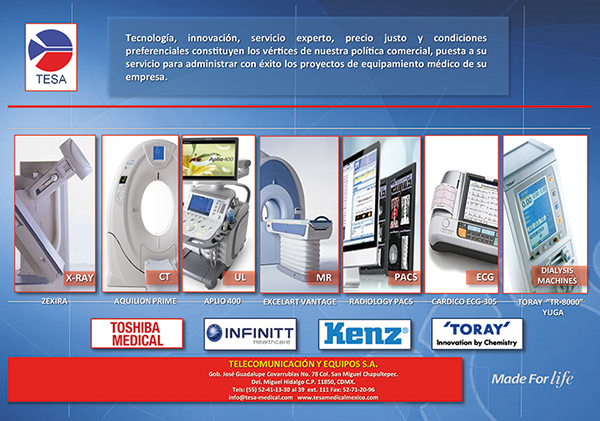 TESA
Tecnología, innovación, servicio experto, precio justo y condiciones
preferenciales constituyen los vértices de nuestra política comercial, puesta a su
servicio para administrar con éxito los proyectos de equipamiento médico de su
empresa.
Aplio 400
X-RAY
CT
UL
MR
PACS
ECG
DIALYSIS
MACHINES
ZEXIRA
AQUILION PRIME
APLIO 400
EXCELART-VANTAGE
RADIOLOGY PACS
CARDICO ECG-305
TORAY-"TR-8000"
YUGA
TOSHIBA
MEDICAL
INFINITT
Healthcare
Kenz®
'TORAY'
Innovation by Chemistry
TELECOMUNICACIÓN Y EQUIPOS S.A.
Gob. José Guadalupe Covarrubias No. 78 Col. San Miguel Chapultepec.
Del. Miguel Hidalgo C.P, 11850, CDMX.
Tels: (55) 52-41-13-30 al 39 ext. 111 Fax: 52-71-20-96
info@tesa-medical.com www.tesamedicalmexico.com
Made For life